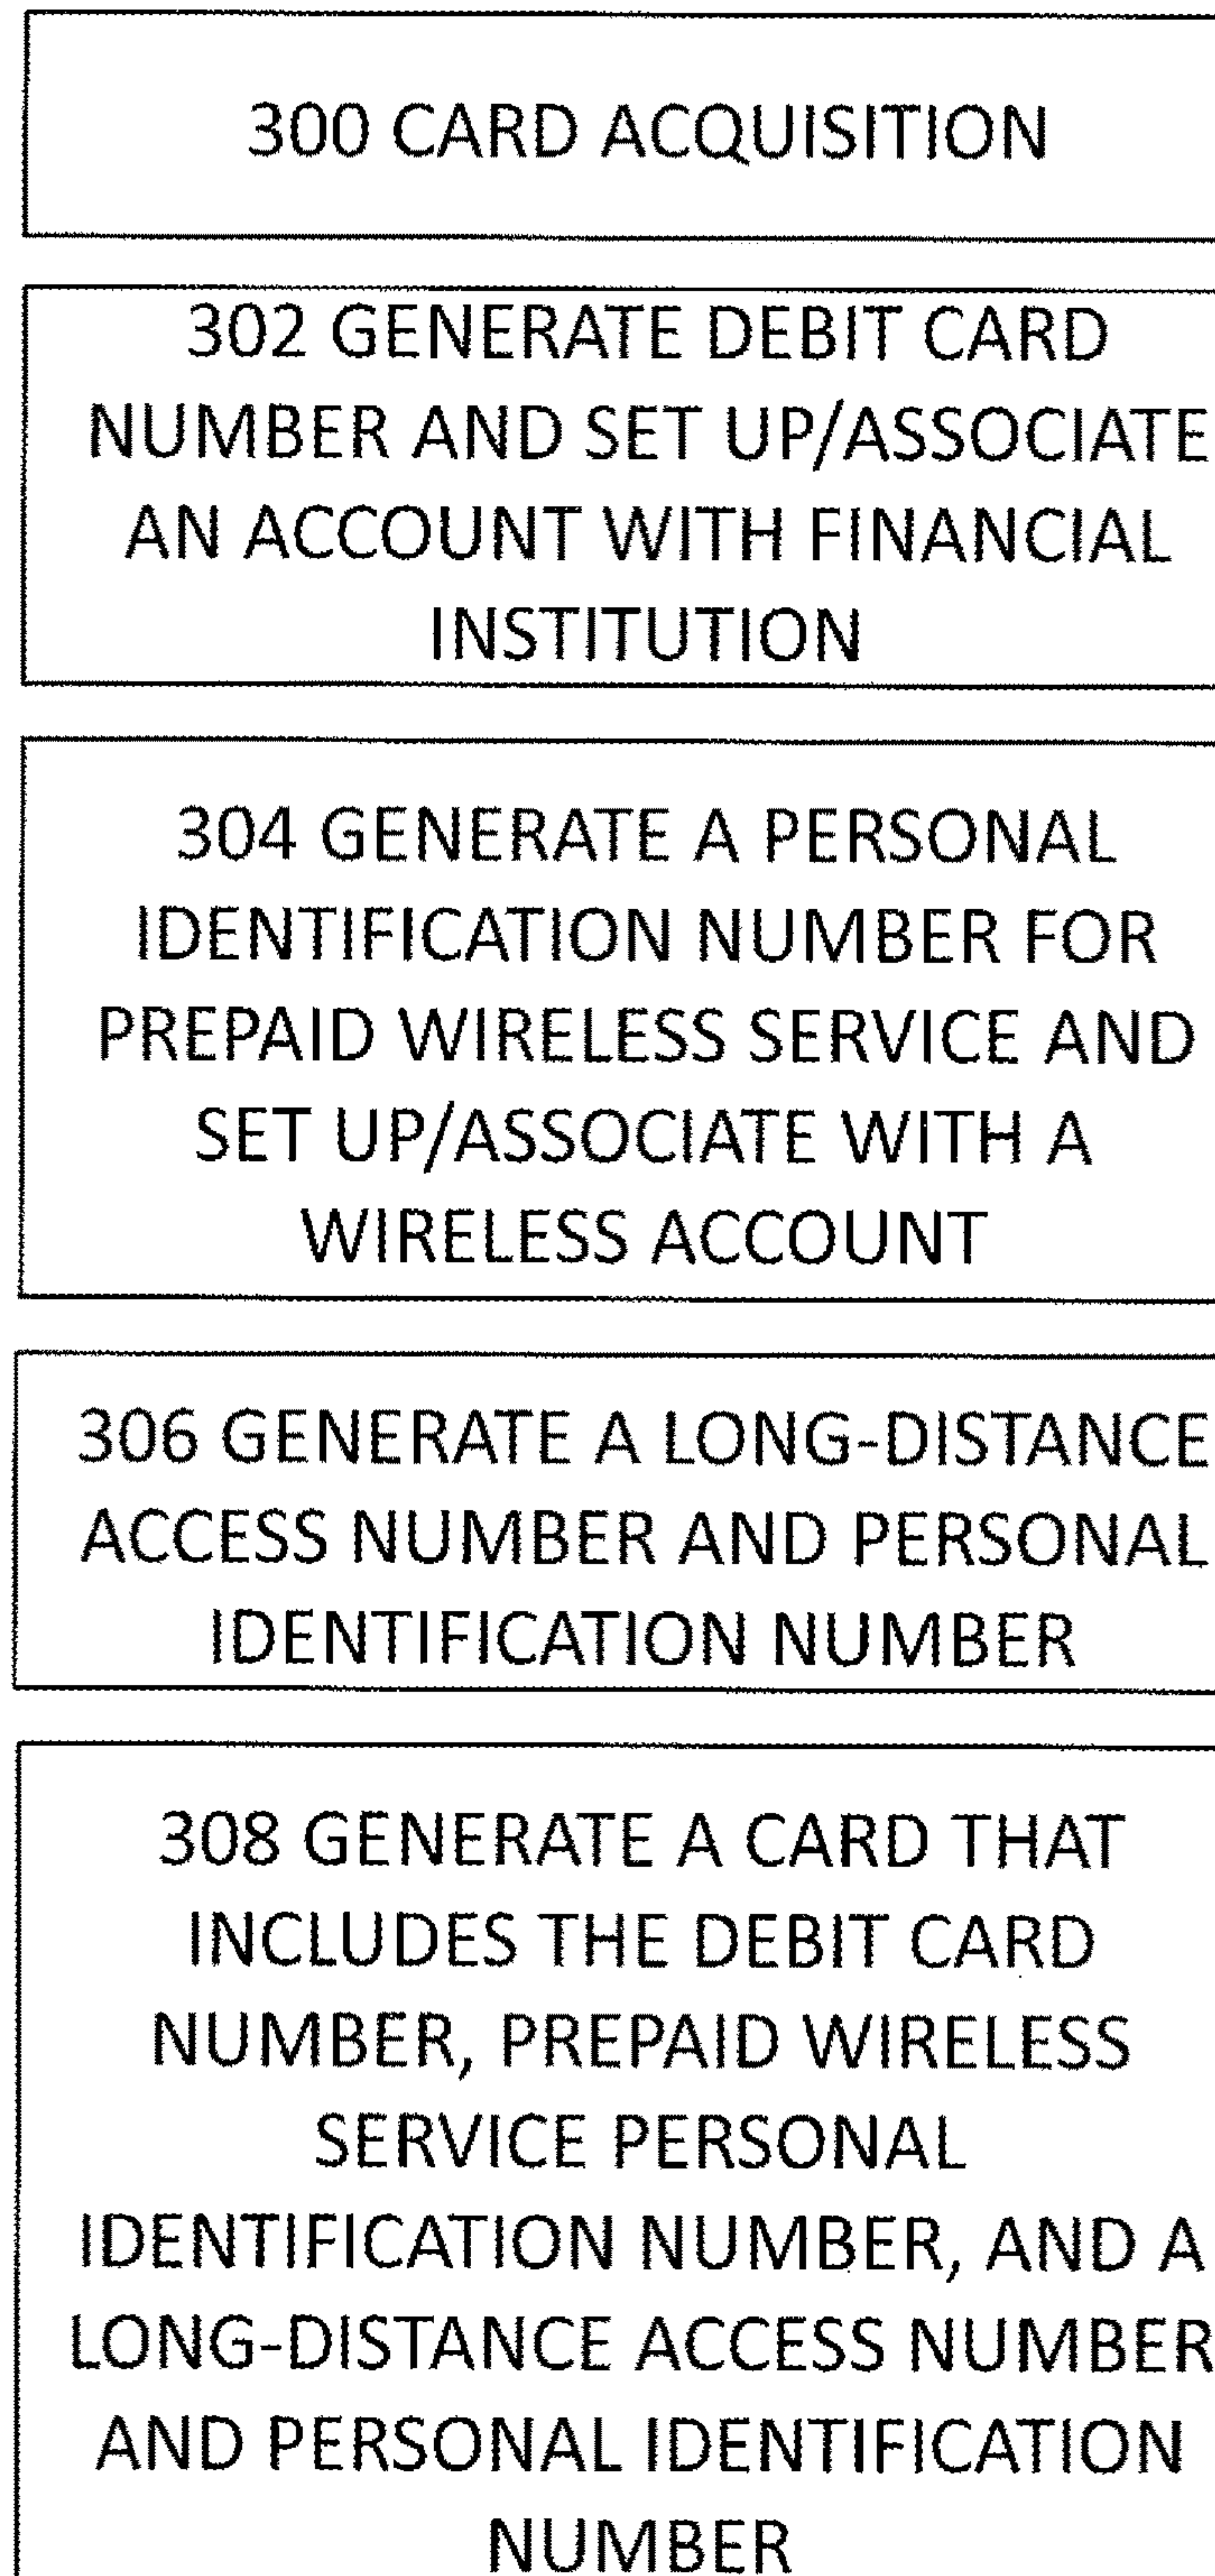 300 CARD ACQUISITION
302 GENERATE DEBIT CARD
NUMBER AND SET UP/ASSOCIATE
AN ACCOUNT WITH FINANCIAL
INSTITUTION
304 GENERATE A PERSONAL
IDENTIFICATION NUMBER FOR
PREPAID WIRELESS SERVICE AND
SET UP/ASSOCIATE WITH A
WIRELESS ACCOUNT
306 GENERATE A LONG-DISTANCE
ACCESS NUMBER AND PERSONAL
IDENTIFICATION NUMBER
308 GENERATE A CARD THAT
INCLUDES THE DEBIT CARD
NUMBER, PREPAID WIRELESS
SERVICE PERSONAL
IDENTIFICATION NUMBER, AND A
LONG-DISTANCE ACCESS NUMBER
AND PERSONAL IDENTIFICATION
NUMBER